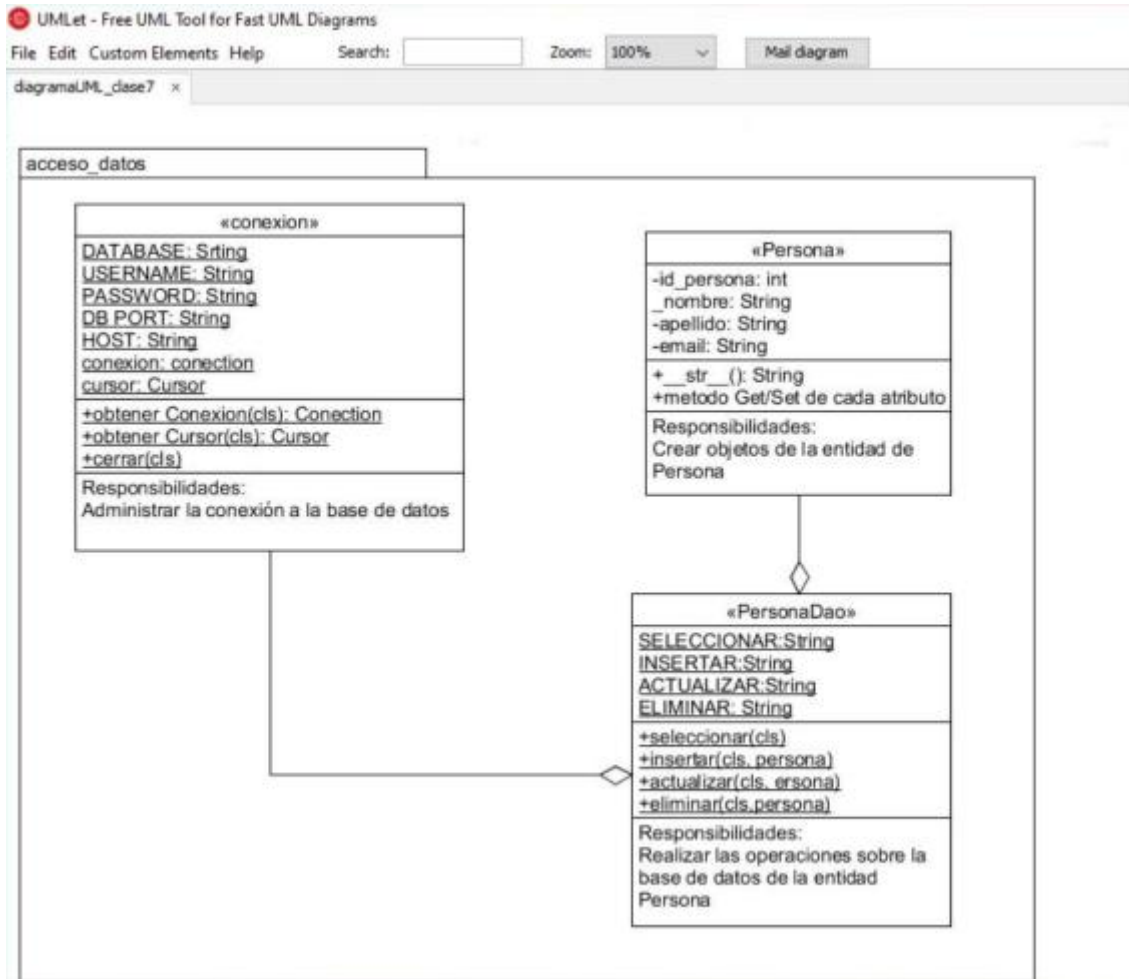 UMLet - Free UML Tool for Fast UML Diagrams
File Edit Custom Elements Help Search: Zoom: 100% Mail diagram
diagramaUML_clase7 ×
acceso_datos
«conexion»
DATABASE: Srting
USERNAME: String
PASSWORD: String
DB PORT: String
HOST: String
conexion: conection
cursor: Cursor
+obtener Conexion(cls): Conection
+obtener Cursor(cls): Cursor
+cerrar(cls)
Responsibilidades:
Administrar la conexión a la base de datos
«Persona»
-id_persona: int
_nombre: String
-apellido: String
-email: String
+__str__(): String
+metodo Get/Set de cada atributo
Responsibilidades:
Crear objetos de la entidad de
Persona
«PersonaDao»
SELECCIONAR:String
INSERTAR:String
ACTUALIZAR:String
ELIMINAR: String
+seleccionar(cls)
+insertar(cls, persona)
+actualizar(cls, ersona)
+eliminar(cls,persona)
Responsibilidades:
Realizar las operaciones sobre la
base de datos de la entidad
Persona